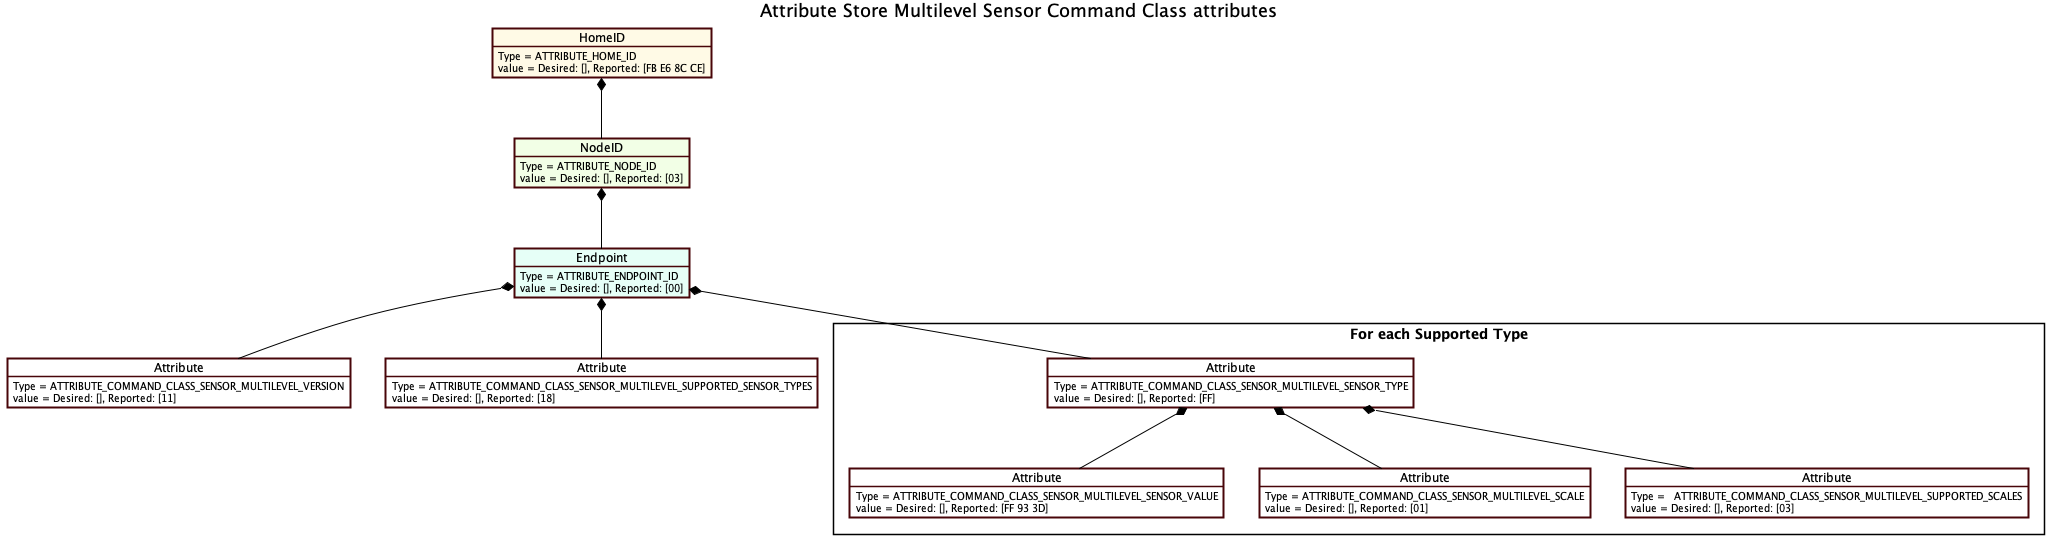 Attribute Store Multilevel Sensor Command Class attributes
HomeID
Type = ATTRIBUTE_HOME_ID
value = Desired: [], Reported: [FB E6 8C CE]
NodeID
Type = ATTRIBUTE_NODE_ID
value = Desired: [], Reported: [03]
Endpoint
Type = ATTRIBUTE_ENDPOINT_ID
value = Desired: [], Reported: [00]
For each Supported Type
Attribute
Type = ATTRIBUTE_COMMAND_CLASS_SENSOR_MULTILEVEL_VERSION
value = Desired: [], Reported: [11]
Attribute
Type = ATTRIBUTE_COMMAND_CLASS_SENSOR_MULTILEVEL_SUPPORTED_SENSOR_TYPES
value = Desired: [], Reported: [18]
Attribute
Type = ATTRIBUTE_COMMAND_CLASS_SENSOR_MULTILEVEL_SENSOR_TYPE
value = Desired: [], Reported: [FF]
Attribute
Type = ATTRIBUTE_COMMAND_CLASS_SENSOR_MULTILEVEL_SENSOR_VALUE
value = Desired: [], Reported: [FF 93 3D]
Attribute
Type = ATTRIBUTE_COMMAND_CLASS_SENSOR_MULTILEVEL_SCALE
value = Desired: [], Reported: [01]
Attribute
Type =   ATTRIBUTE_COMMAND_CLASS_SENSOR_MULTILEVEL_SUPPORTED_SCALES
value = Desired: [], Reported: [03]